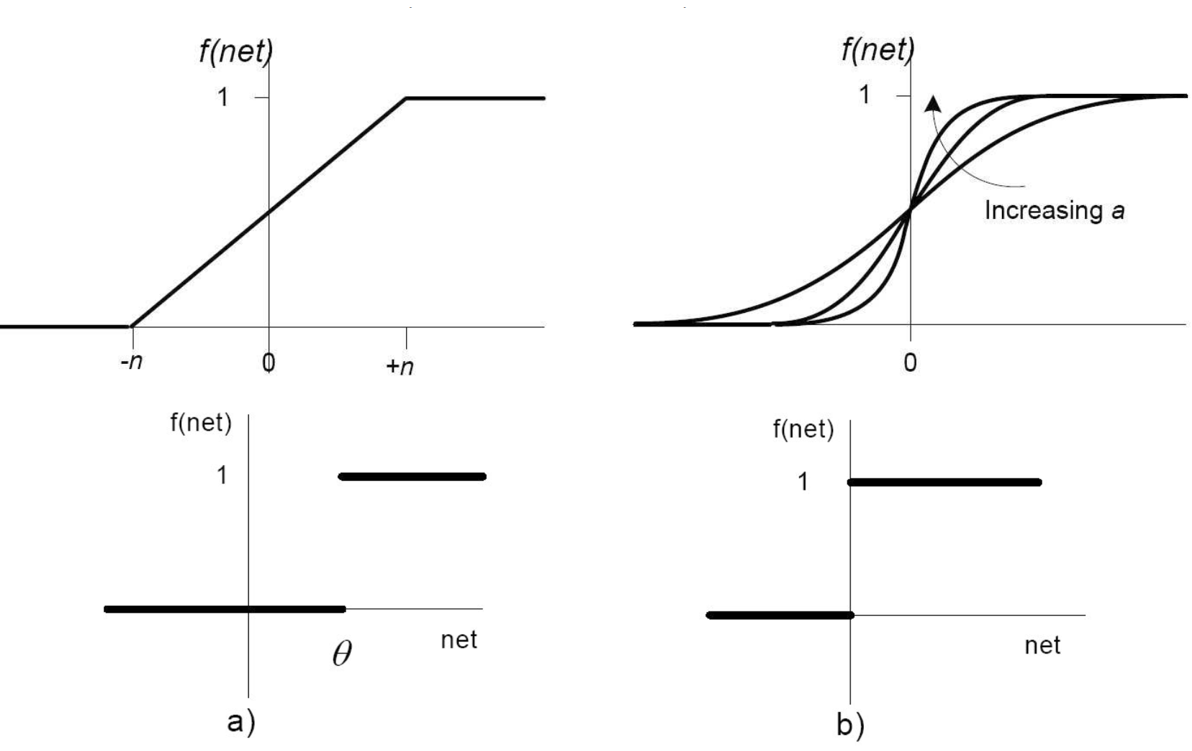 f(net)
1
-n
0
+n
f(net)
1
Increasing a
0
f(net)
1
θ
net
a)
f(net)
1
net
b)